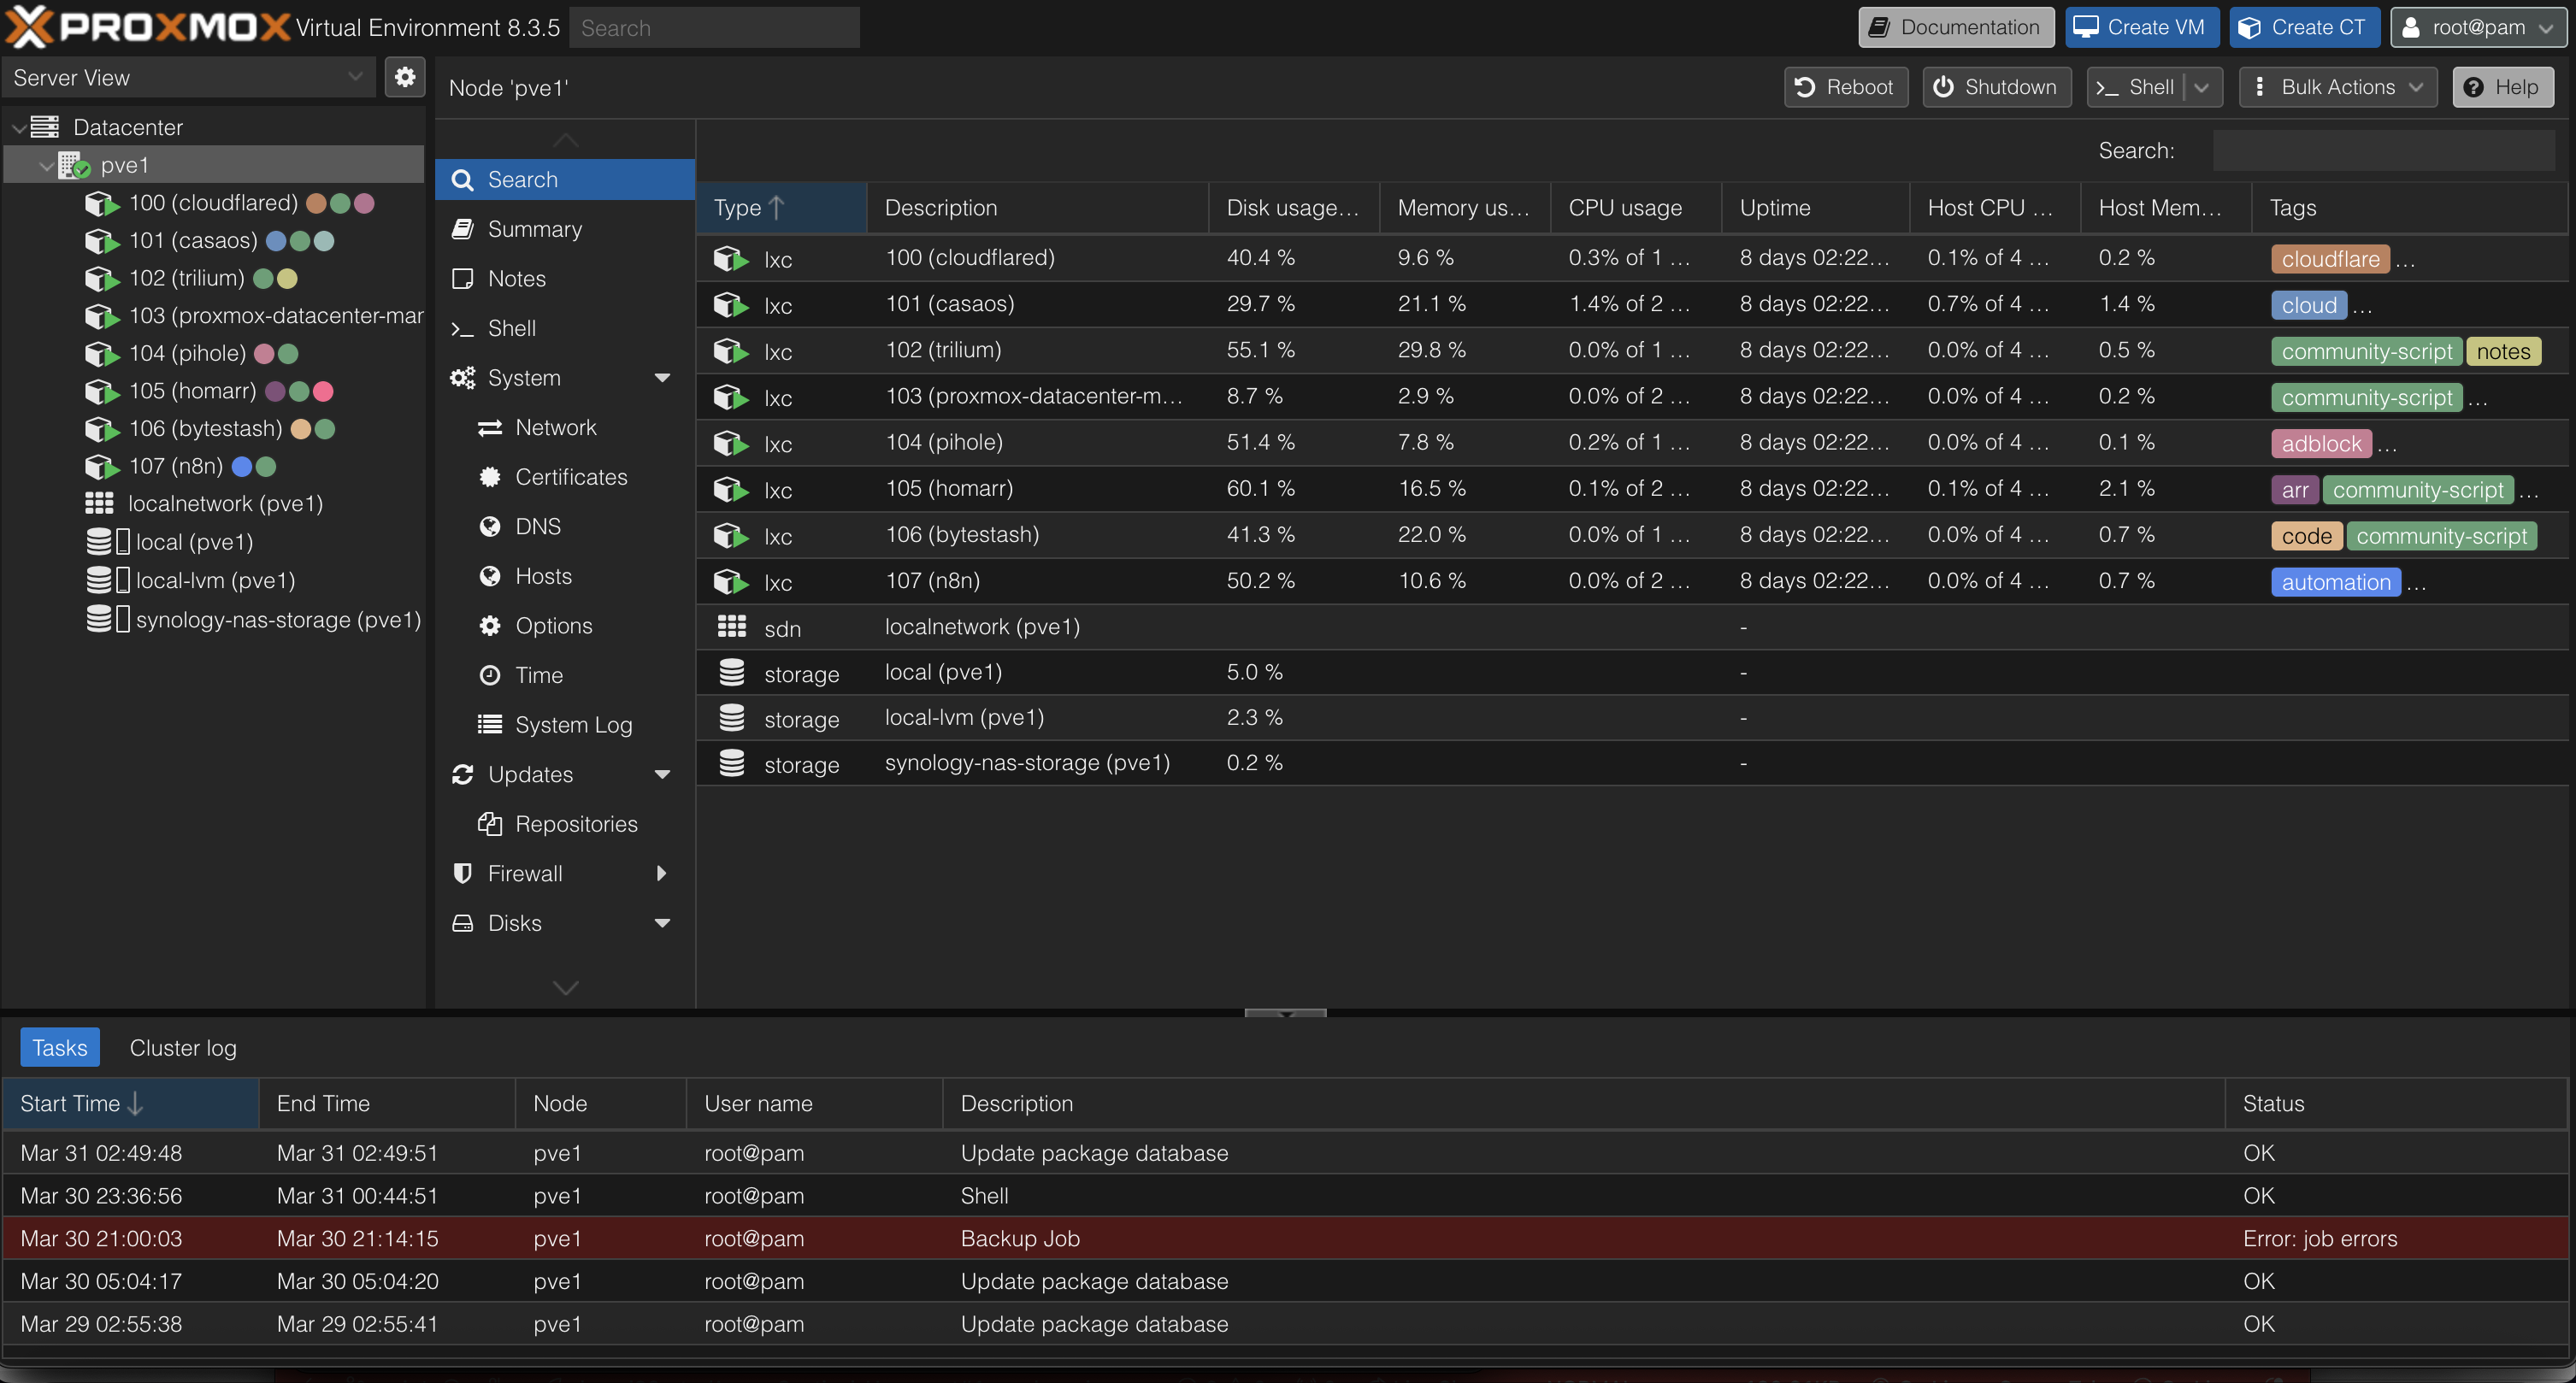 PROXMOX Virtual Environment 8.3.5 Search Documentation Create VM Create CT root@pam
Server View
Node 'pve1' Reboot Shutdown Shell Bulk Actions Help
Datacenter
pve1
100 (cloudflared)
101 (casaos)
102 (trilium)
103 (proxmox-datacenter-mar
104 (pihole)
105 (homarr)
106 (bytestash)
107 (n8n)
localnetwork (pve1)
local (pve1)
local-lvm (pve1)
synology-nas-storage (pve1)
Search
Summary
Notes
Shell
System
Network
Certificates
DNS
Hosts
Options
Time
System Log
Updates
Repositories
Firewall
Disks
Search:
Type Description Disk usage... Memory us... CPU usage Uptime Host CPU ... Host Mem... Tags
lxc 100 (cloudflared) 40.4 % 9.6 % 0.3% of 1 ... 8 days 02:22... 0.1% of 4 ... 0.2 % cloudflare ...
lxc 101 (casaos) 29.7 % 21.1 % 1.4% of 2 ... 8 days 02:22... 0.7% of 4 ... 1.4 % cloud ...
lxc 102 (trilium) 55.1 % 29.8 % 0.0% of 1 ... 8 days 02:22... 0.0% of 4 ... 0.5 % community-script notes
lxc 103 (proxmox-datacenter-m... 8.7 % 2.9 % 0.0% of 2 ... 8 days 02:22... 0.0% of 4 ... 0.2 % community-script ...
lxc 104 (pihole) 51.4 % 7.8 % 0.2% of 1 ... 8 days 02:22... 0.0% of 4 ... 0.1 % adblock ...
lxc 105 (homarr) 60.1 % 16.5 % 0.1% of 2 ... 8 days 02:22... 0.1% of 4 ... 2.1 % arr community-script ...
lxc 106 (bytestash) 41.3 % 22.0 % 0.0% of 1 ... 8 days 02:22... 0.0% of 4 ... 0.7 % code community-script
lxc 107 (n8n) 50.2 % 10.6 % 0.0% of 2 ... 8 days 02:22... 0.0% of 4 ... 0.7 % automation ...
sdn localnetwork (pve1) -
storage local (pve1) 5.0 % -
storage local-lvm (pve1) 2.3 % -
storage synology-nas-storage (pve1) 0.2 % -
Tasks Cluster log
Start Time End Time Node User name Description Status
Mar 31 02:49:48 Mar 31 02:49:51 pve1 root@pam Update package database OK
Mar 30 23:36:56 Mar 31 00:44:51 pve1 root@pam Shell OK
Mar 30 21:00:03 Mar 30 21:14:15 pve1 root@pam Backup Job Error: job errors
Mar 30 05:04:17 Mar 30 05:04:20 pve1 root@pam Update package database OK
Mar 29 02:55:38 Mar 29 02:55:41 pve1 root@pam Update package database OK